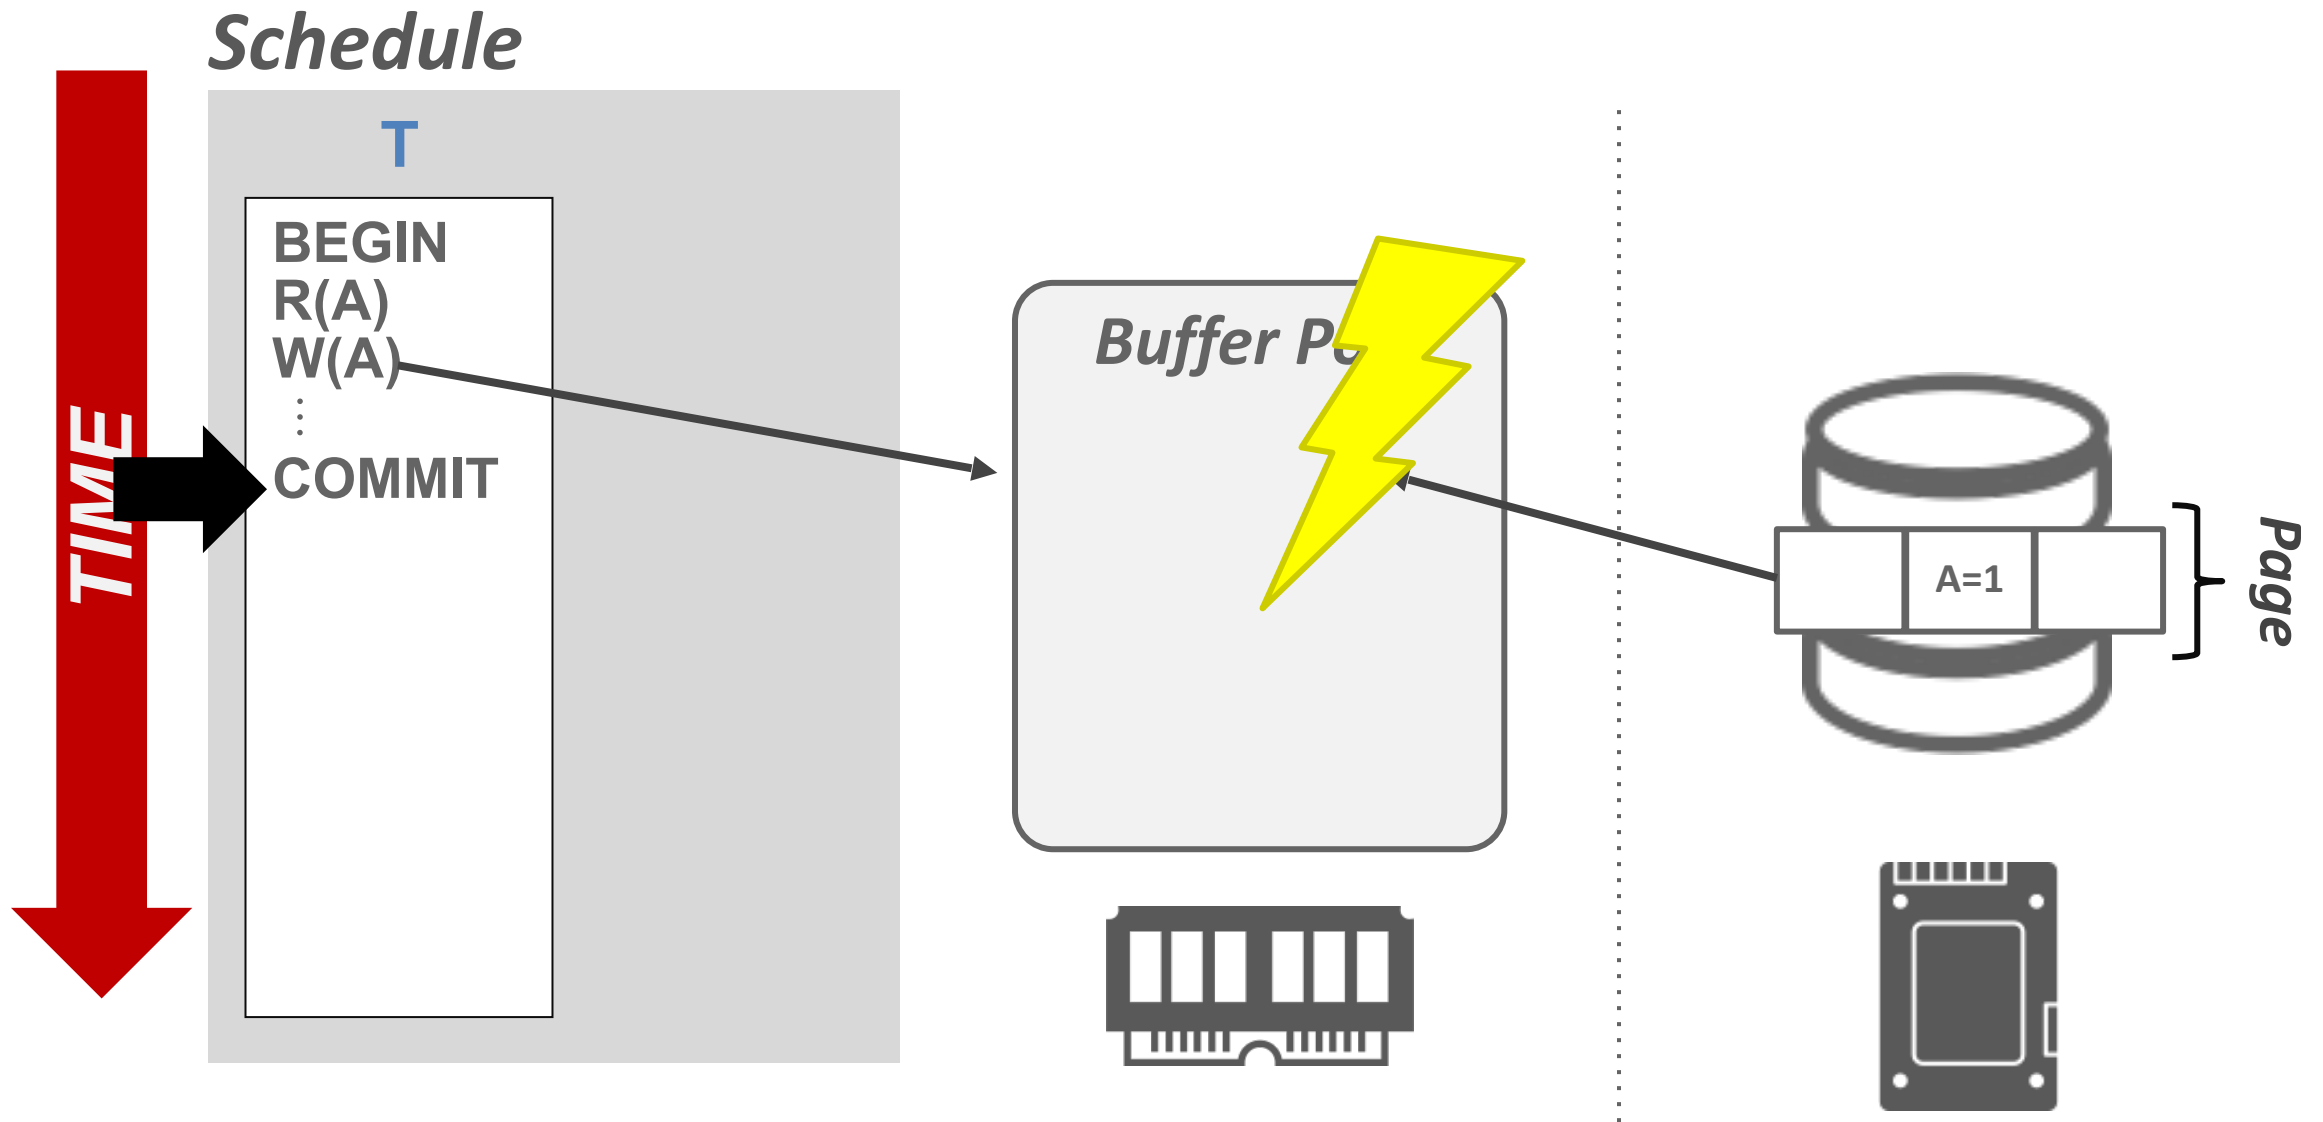 Schedule
T
BEGIN
R(A)
W(A)
⋮
COMMIT
TIME
Buffer
A=1
Page